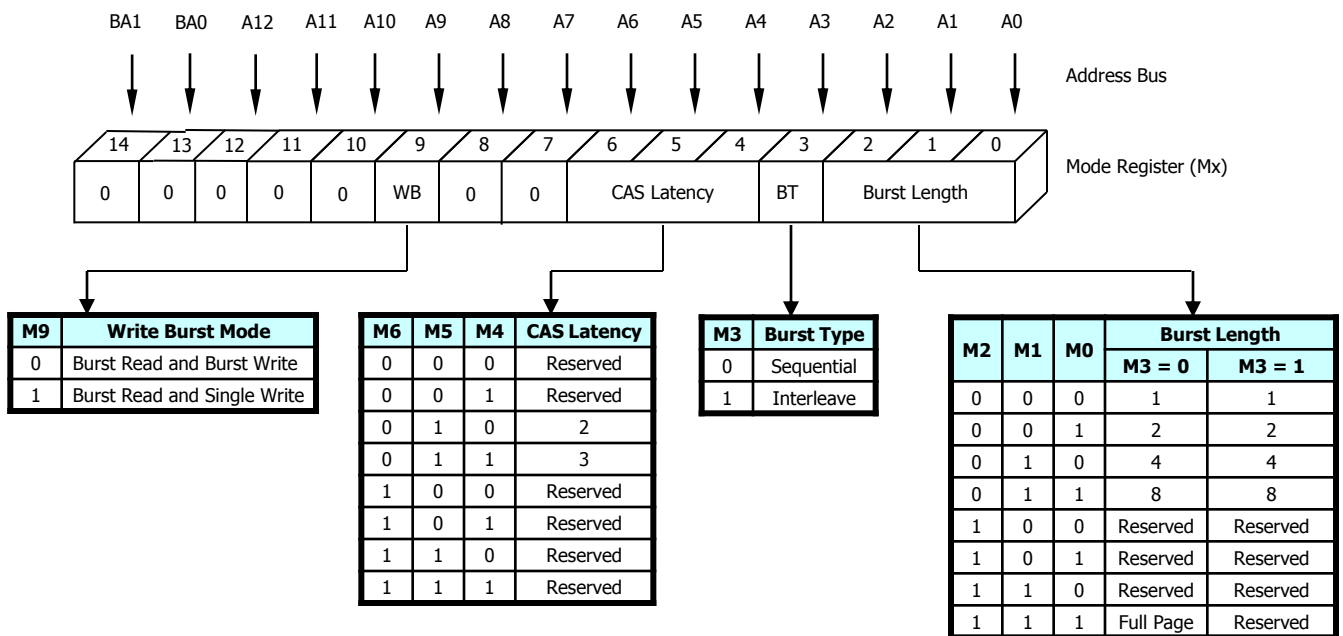 BA1 BA0 A12 A11 A10 A9 A8 A7 A6 A5 A4 A3 A2 A1 A0
Address Bus
14 13 12 11 10 9 8 7 6 5 4 3 2 1 0
Mode Register (Mx)
0 0 0 0 0 WB 0 0 CAS Latency BT Burst Length
M9 Write Burst Mode
0 Burst Read and Burst Write
1 Burst Read and Single Write
M6 M5 M4 CAS Latency
0 0 0 Reserved
0 0 1 Reserved
0 1 0 2
0 1 1 3
1 0 0 Reserved
1 0 1 Reserved
1 1 0 Reserved
1 1 1 Reserved
M3 Burst Type
0 Sequential
1 Interleave
M2 M1 M0 Burst Length
M3 = 0 M3 = 1
0 0 0 1 1
0 0 1 2 2
0 1 0 4 4
0 1 1 8 8
1 0 0 Reserved Reserved
1 0 1 Reserved Reserved
1 1 0 Reserved Reserved
1 1 1 Full Page Reserved